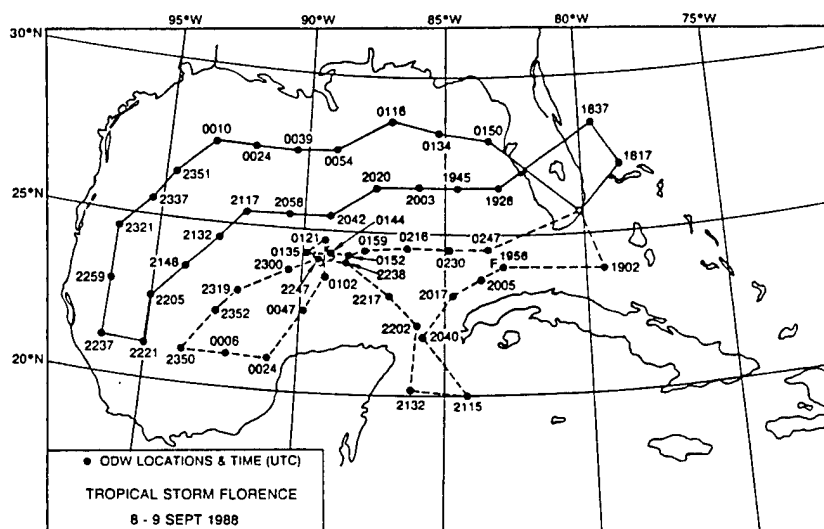 95°W 90°W 85°W 80°W 75°W
30°N
1837
0116
0010 0150
0039 0134 1817
0024 0054
2351
2020 1945
2337
25°N 2117 2058 2003 1928
2042 0144
2321 2132 0121 0159 0216 0247
0135 0152 0230 F 1956
2148 2300 2238 1902
2259 2247 0102 2005
2205 2319 2217 2017
0047
2352 2202
2040
20°N 2237 2221 2350 0006 0024
2132 2115
● ODW LOCATIONS & TIME (UTC)
TROPICAL STORM FLORENCE
8 - 9 SEPT 1988